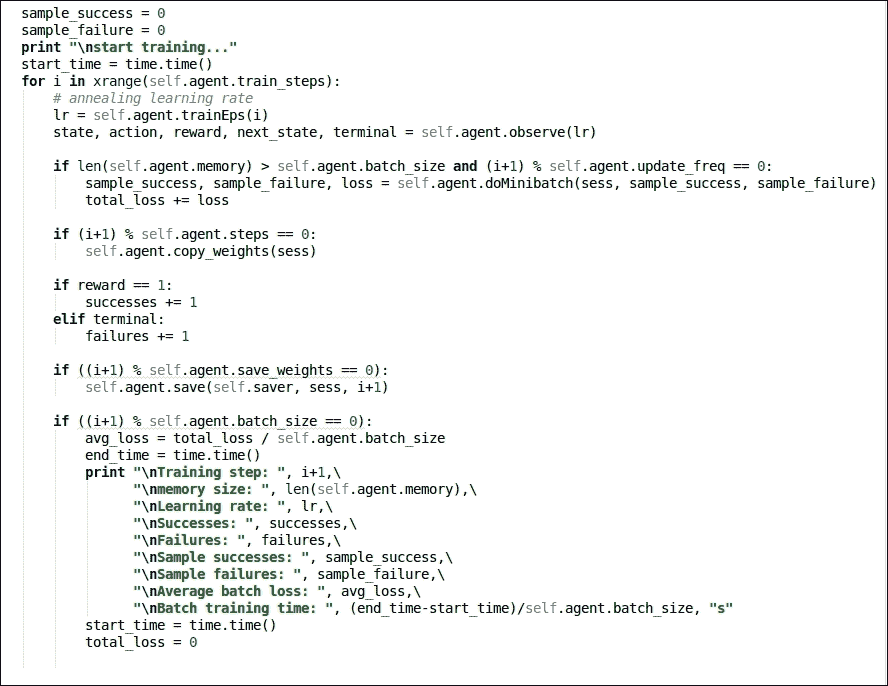 sample_success = 0
sample_failure = 0
print "\nstart training..."
start_time = time.time()
for i in xrange(self.agent.train_steps):
    # annealing learning rate
    lr = self.agent.trainEps(i)
    state, action, reward, next_state, terminal = self.agent.observe(lr)

    if len(self.agent.memory) > self.agent.batch_size and (i+1) % self.agent.update_freq == 0:
        sample_success, sample_failure, loss = self.agent.doMinibatch(sess, sample_success, sample_failure)
        total_loss += loss

    if (i+1) % self.agent.steps == 0:
        self.agent.copy_weights(sess)

    if reward == 1:
        successes += 1
    elif terminal:
        failures += 1

    if ((i+1) % self.agent.save_weights == 0):
        self.agent.save(self.saver, sess, i+1)

    if ((i+1) % self.agent.batch_size == 0):
        avg_loss = total_loss / self.agent.batch_size
        end_time = time.time()
        print "\nTraining step: ", i+1,\
              "\nmemory size: ", len(self.agent.memory),\
              "\nLearning rate: ", lr,\
              "\nSuccesses: ", successes,\
              "\nFailures: ", failures,\
              "\nSample successes: ", sample_success,\
              "\nSample failures: ", sample_failure,\
              "\nAverage batch loss: ", avg_loss,\
              "\nBatch training time: ", (end_time-start_time)/self.agent.batch_size, "s"
        start_time = time.time()
        total_loss = 0